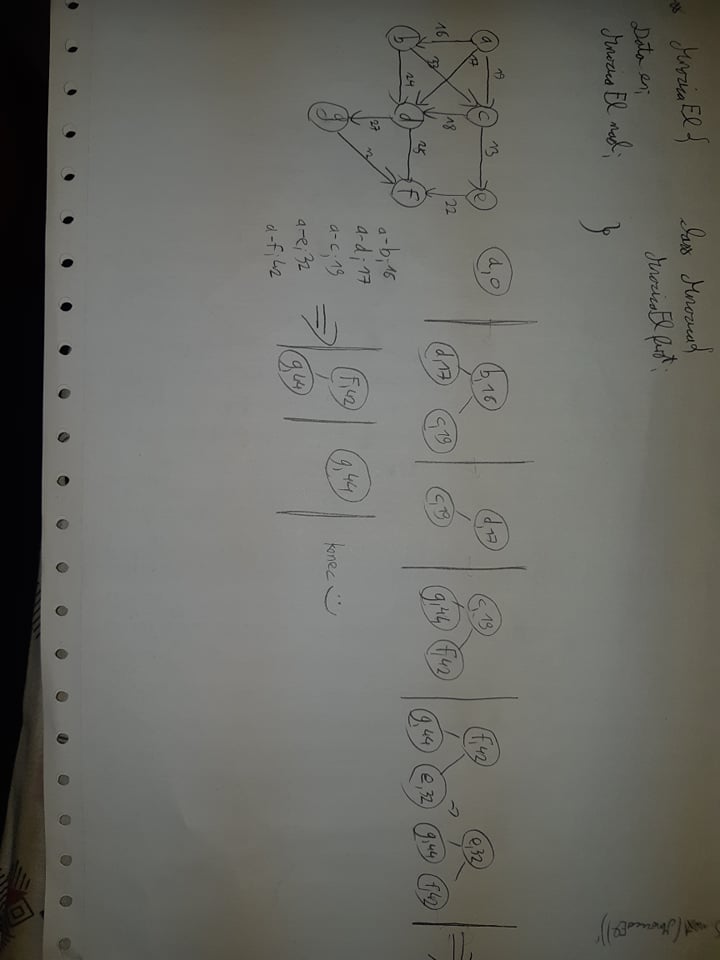 MnozicaEl {
class Mnozica {
MnozicaEl first;
Data en;
MnozicaEl nasl;
}
19
13
a
c
e
17
16
33
18
22
b
24
d
25
f
27
12
g
d,0
b,16
d,17
c,19
d,17
c,19
c,19
g,44
f,42
f,42
g,44
e,32
→
e,32
g,44
f,42
⇒
a-b; 16
a-d; 17
a-c; 19
a-e; 32
a-f; 42
⇒
f,42
g,44
g,44
konec :)